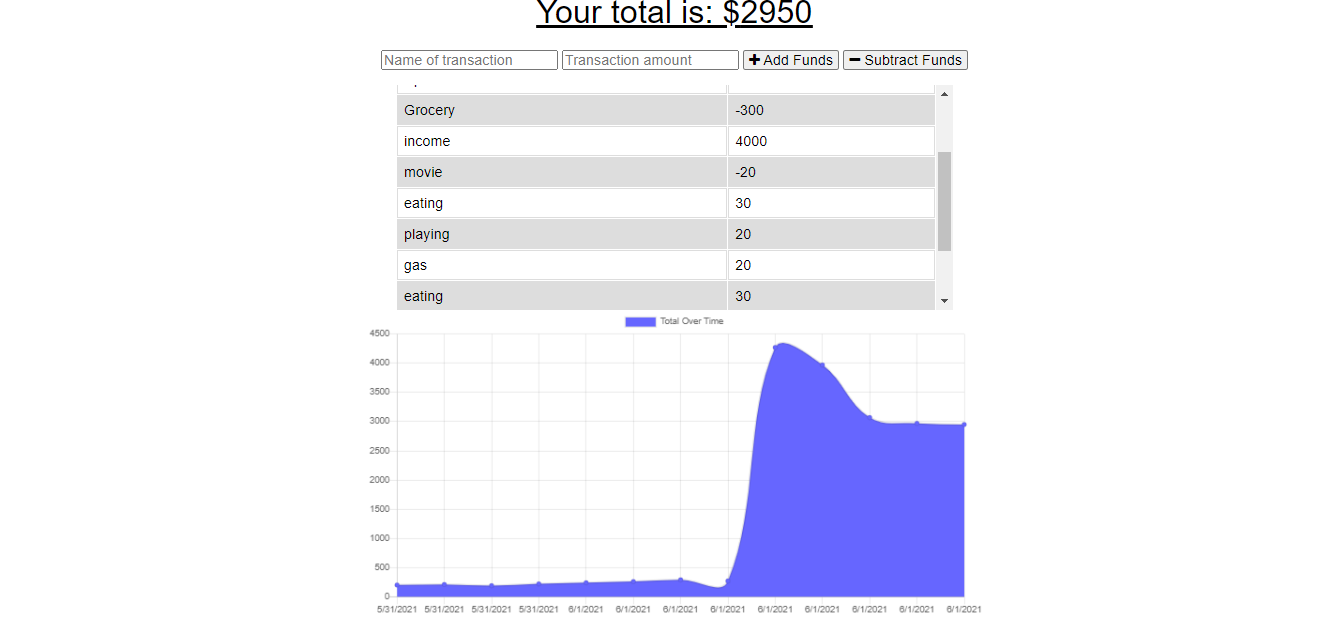 Your total is: $2950
Name of transaction Transaction amount Add Funds Subtract Funds
Grocery -300
income 4000
movie -20
eating 30
playing 20
gas 20
eating 30
Total Over Time
4500
4000
3500
3000
2500
2000
1500
1000
500
0
5/31/2021 5/31/2021 5/31/2021 5/31/2021 6/1/2021 6/1/2021 6/1/2021 6/1/2021 6/1/2021 6/1/2021 6/1/2021 6/1/2021 6/1/2021